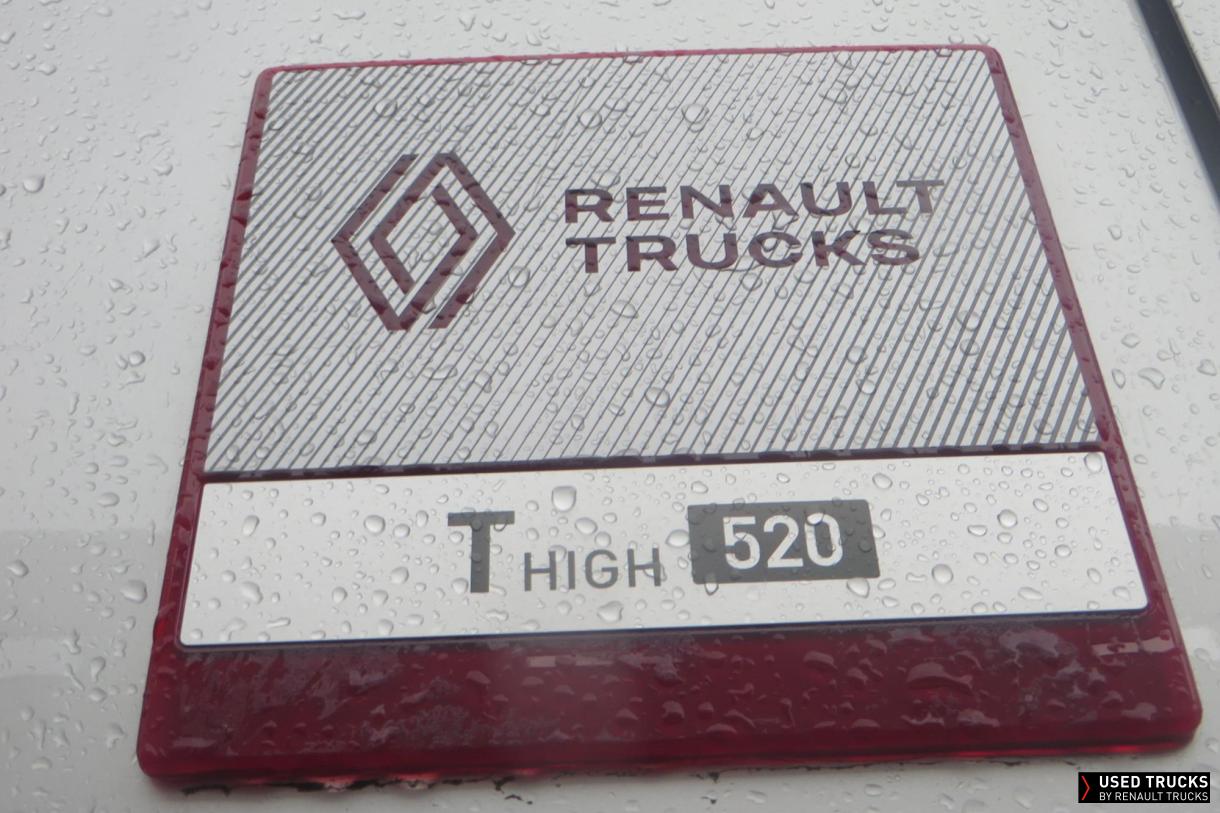 RENAULT
TRUCKS
T HIGH 520
USED TRUCKS
BY RENAULT TRUCKS